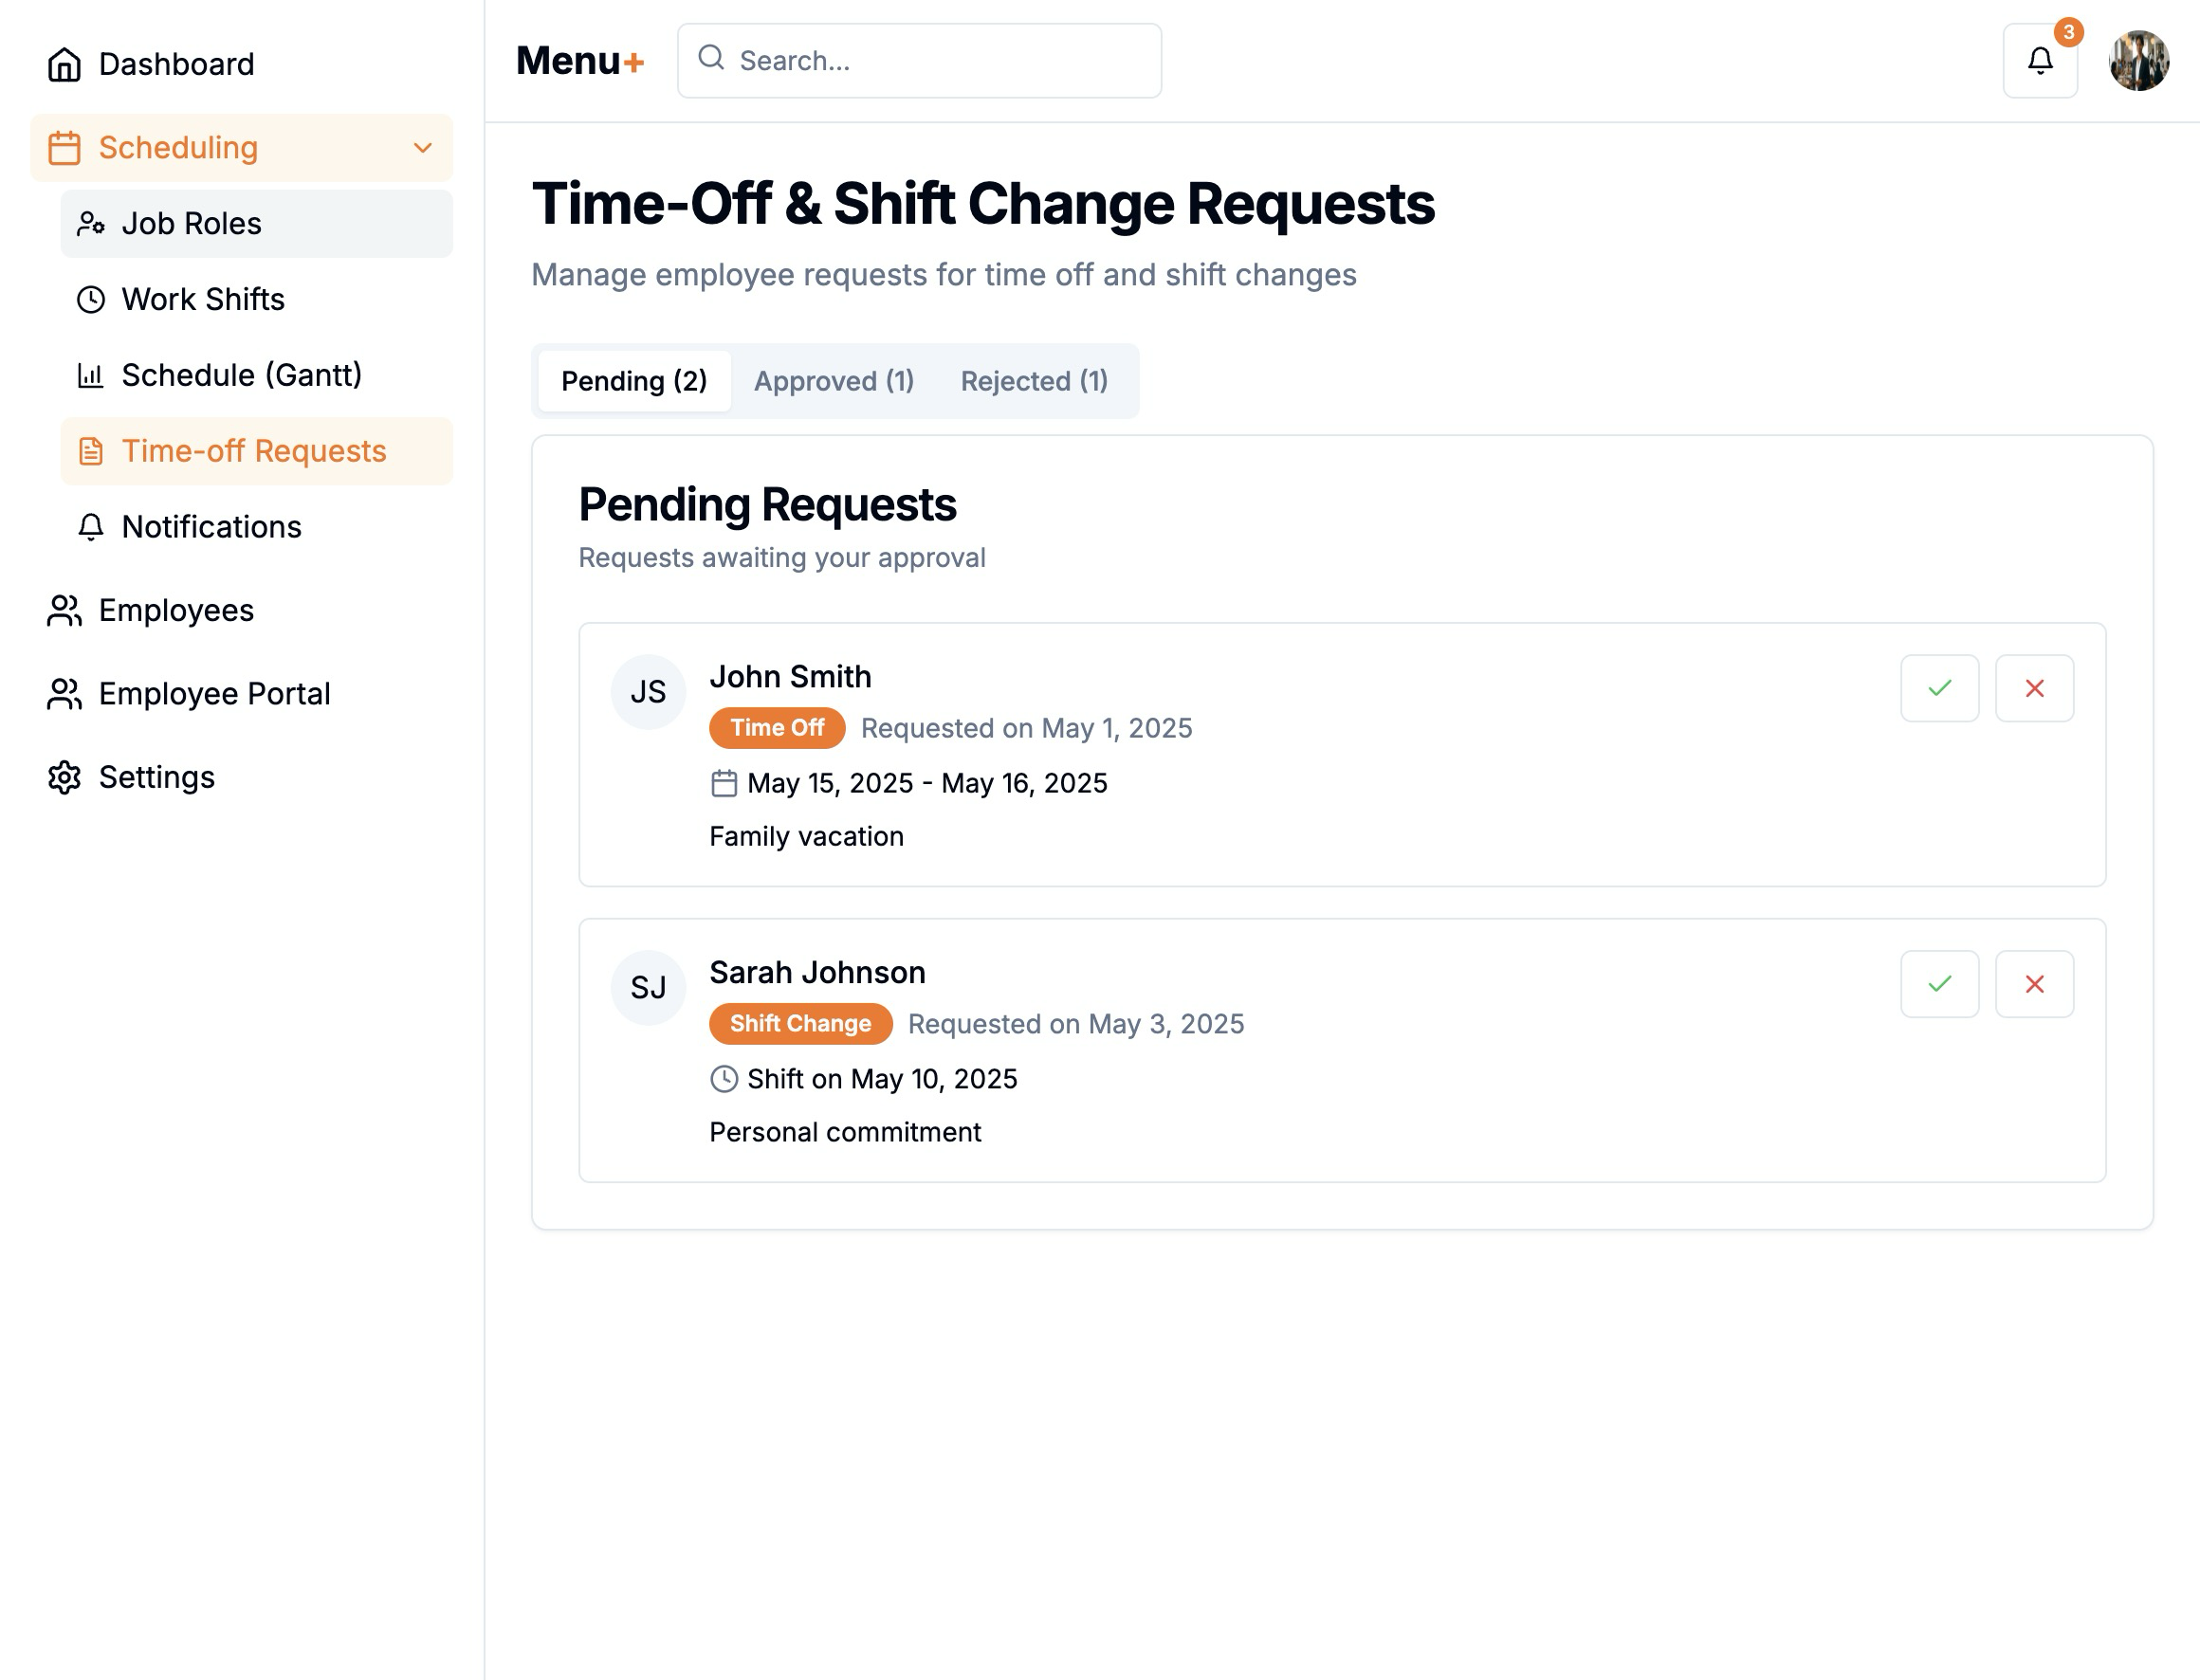 Dashboard
Scheduling
Job Roles
Work Shifts
Schedule (Gantt)
Time-off Requests
Notifications
Employees
Employee Portal
Settings
Menu+
Search...
3
Time-Off & Shift Change Requests
Manage employee requests for time off and shift changes
Pending (2) Approved (1) Rejected (1)
Pending Requests
Requests awaiting your approval
JS
John Smith
Time Off Requested on May 1, 2025
May 15, 2025 - May 16, 2025
Family vacation
SJ
Sarah Johnson
Shift Change Requested on May 3, 2025
Shift on May 10, 2025
Personal commitment